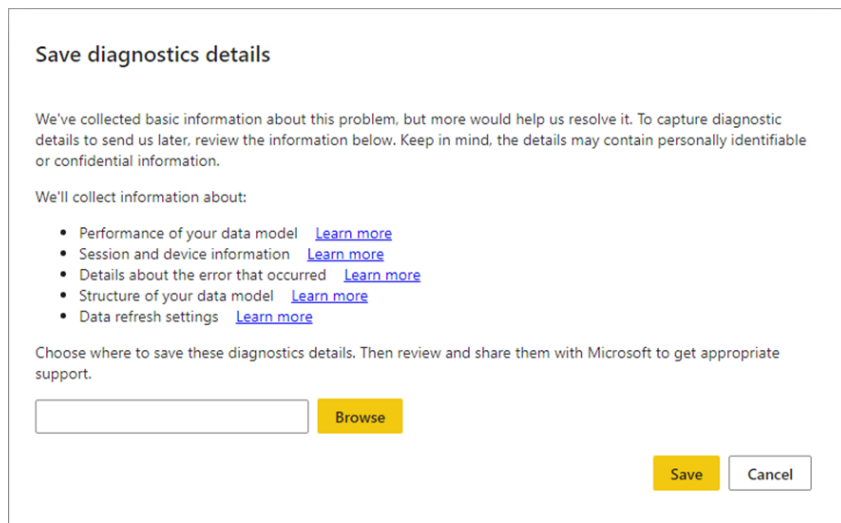 Save diagnostics details
We've collected basic information about this problem, but more would help us resolve it. To capture diagnostic
details to send us later, review the information below. Keep in mind, the details may contain personally identifiable
or confidential information.
We'll collect information about:
• Performance of your data model Learn more
• Session and device information Learn more
• Details about the error that occurred Learn more
• Structure of your data model Learn more
• Data refresh settings Learn more
Choose where to save these diagnostics details. Then review and share them with Microsoft to get appropriate
support.
Browse
Save Cancel